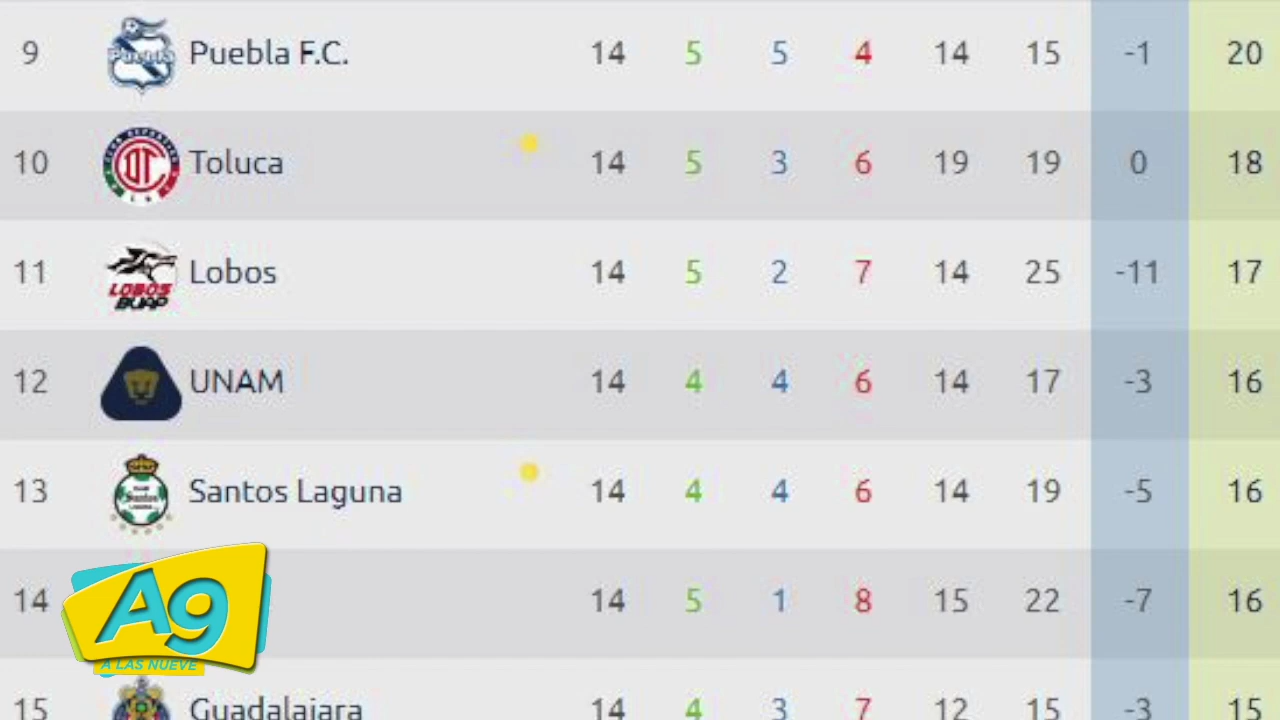 9 Puebla Puebla F.C. 14 5 5 4 14 15 -1 20
10 Toluca 14 5 3 6 19 19 0 18
11 LOBOS BUAP Lobos 14 5 2 7 14 25 -11 17
12 UNAM 14 4 4 6 14 17 -3 16
13 Santos Laguna 14 4 4 6 14 19 -5 16
14 14 5 1 8 15 22 -7 16
A9
A LAS NUEVE
15 Guadalajara 14 4 3 7 12 15 -3 15